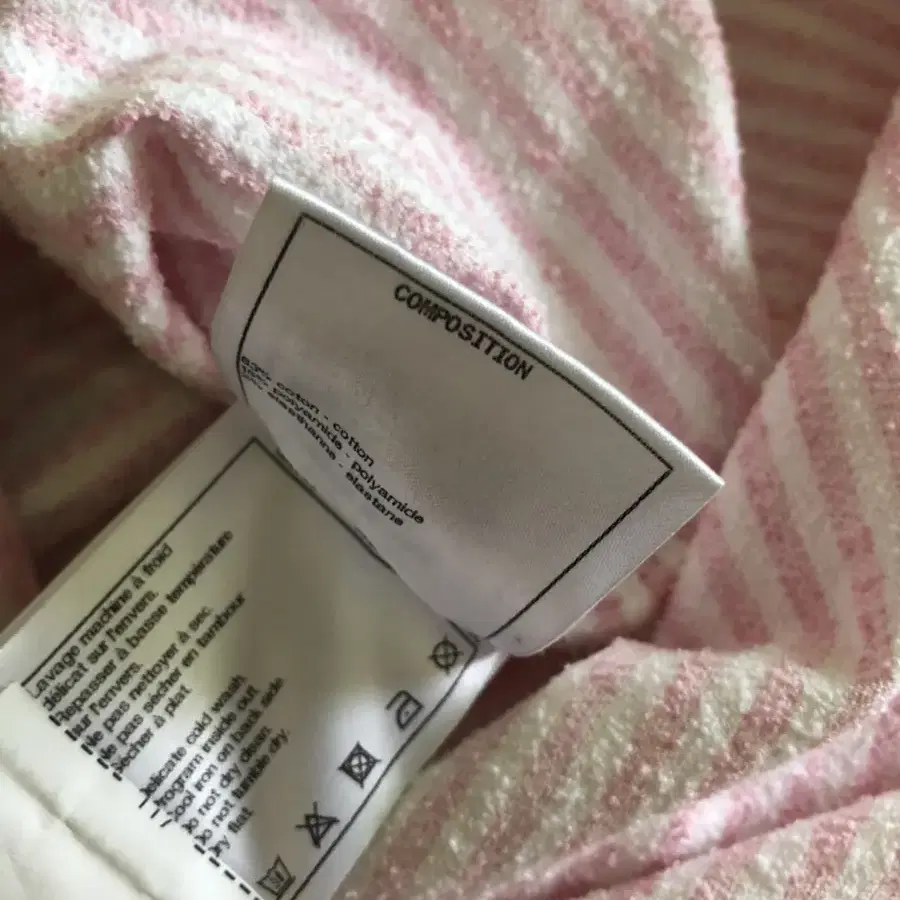 COMPOSITION
coton - cotton
polyamide - polyamide
elasthanne - elastane
Lavage machine à froid
délicat sur l'envers.
Repasser à basse température
sur l'envers.
Ne pas nettoyer à sec.
Ne pas sécher en tambour
Sécher à plat
delicate cold wash
program inside out
cool iron on back side
Do not dry clean
Do not tumble dry.
Dry flat